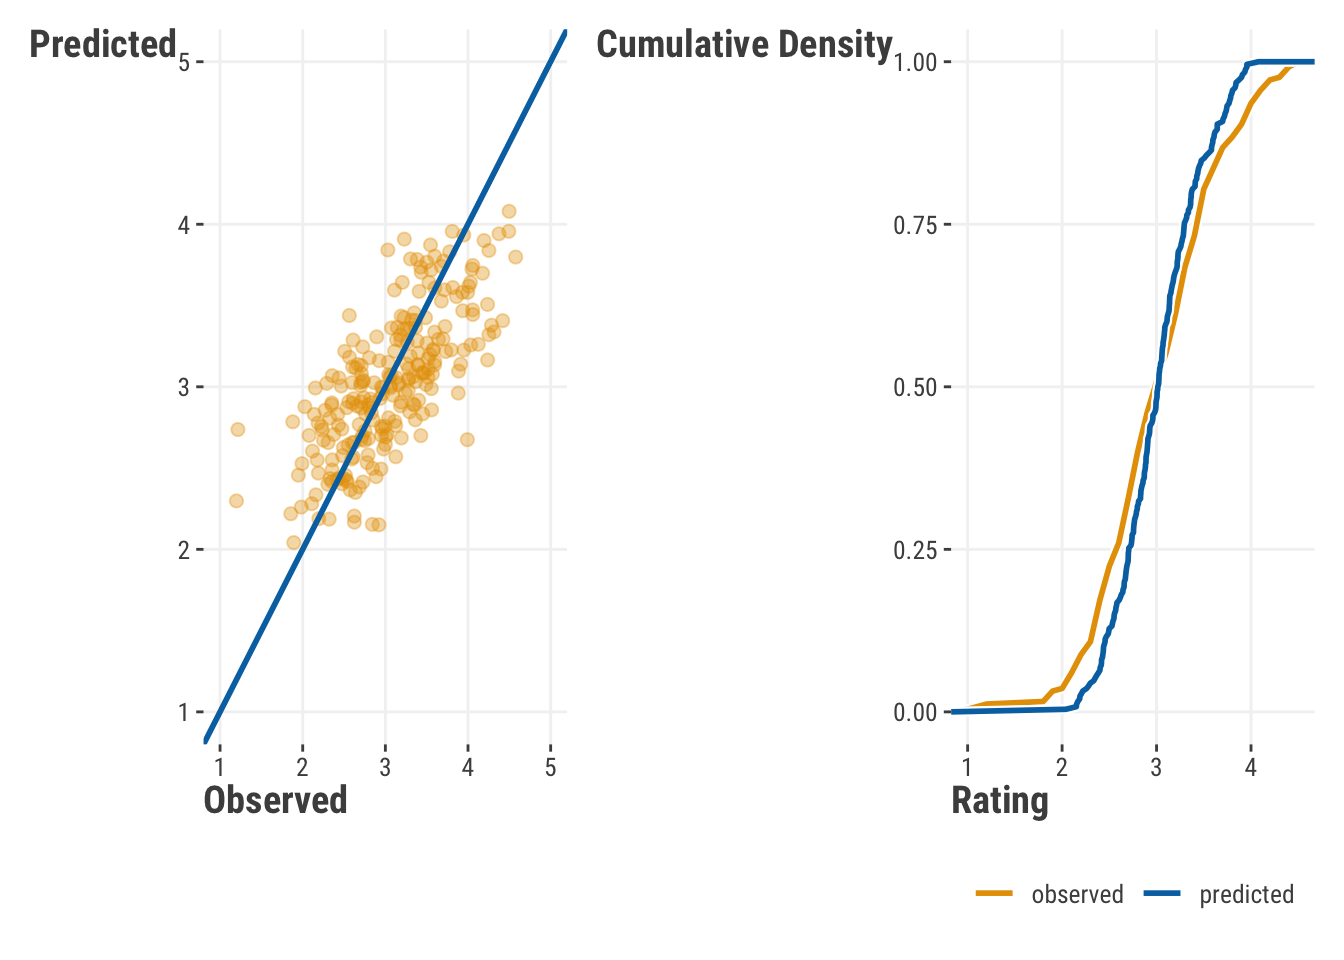 Predicted
5
4
3
2
1
1 2 3 4 5
Observed
Cumulative Density
1.00
0.75
0.50
0.25
0.00
1 2 3 4
Rating
observed predicted